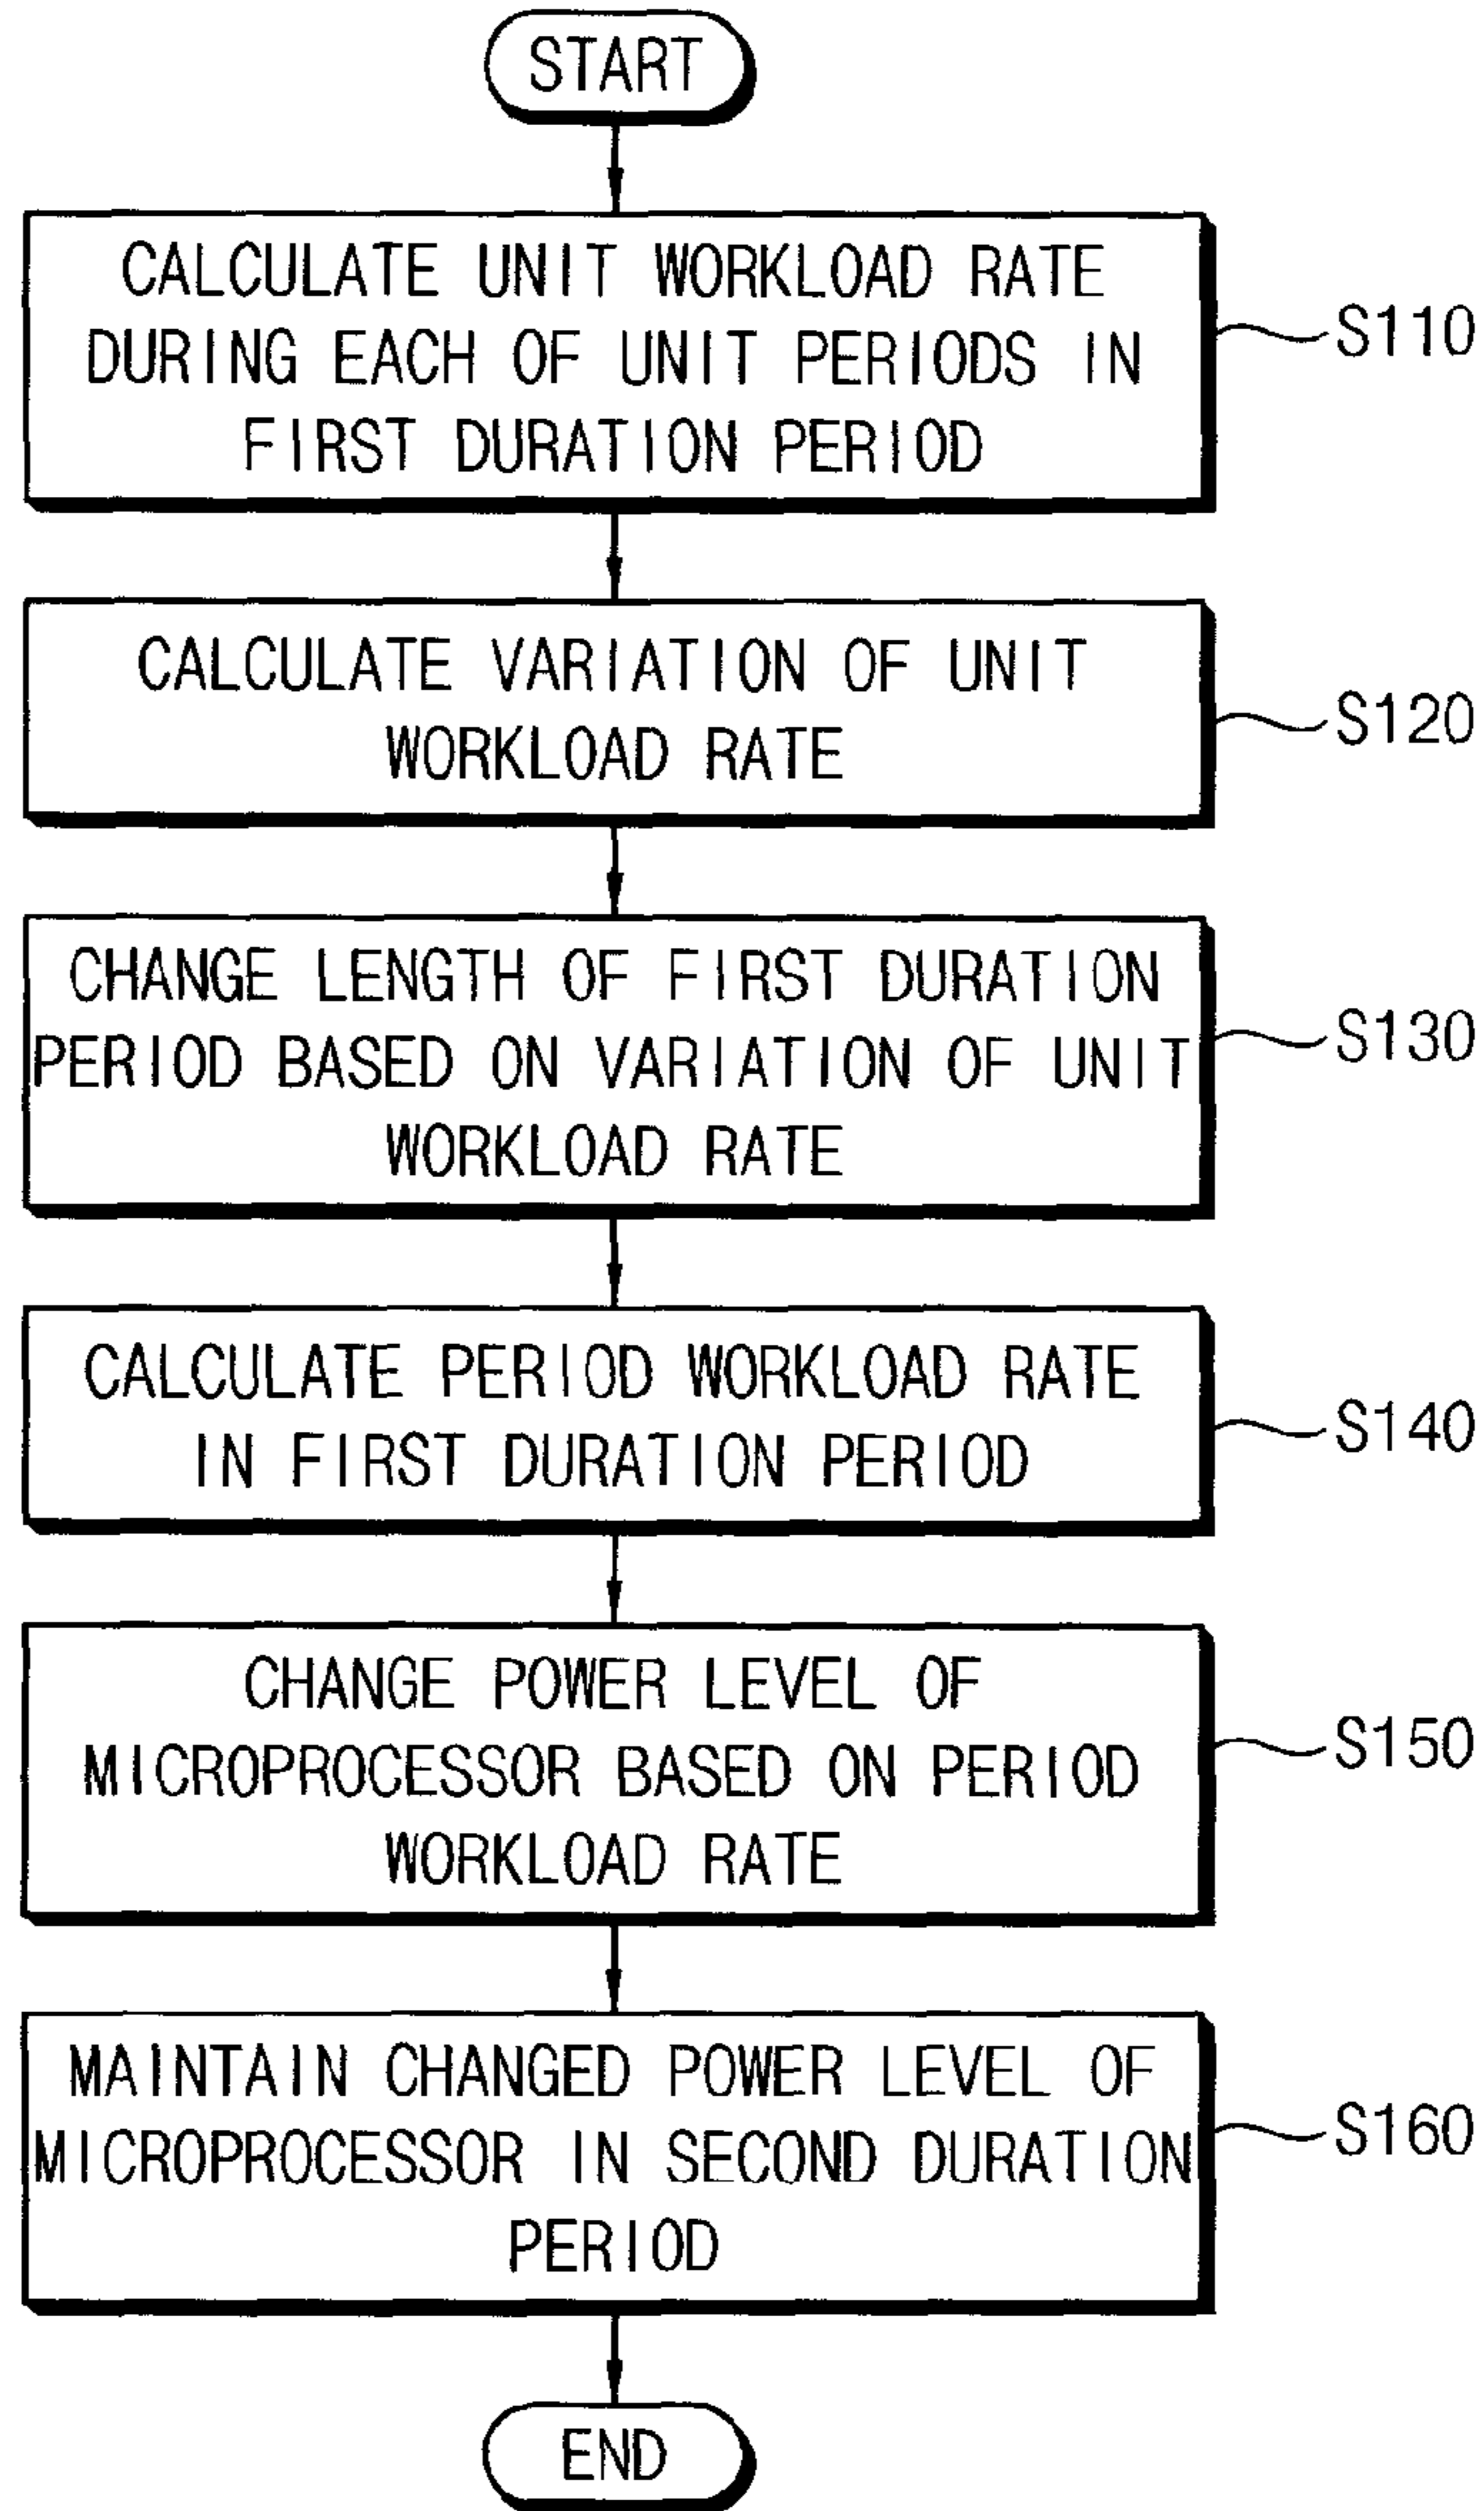 START
CALCULATE UNIT WORKLOAD RATE
DURING EACH OF UNIT PERIODS IN
FIRST DURATION PERIOD
S110
CALCULATE VARIATION OF UNIT
WORKLOAD RATE
S120
CHANGE LENGTH OF FIRST DURATION
PERIOD BASED ON VARIATION OF UNIT
WORKLOAD RATE
S130
CALCULATE PERIOD WORKLOAD RATE
IN FIRST DURATION PERIOD
S140
CHANGE POWER LEVEL OF
MICROPROCESSOR BASED ON PERIOD
WORKLOAD RATE
S150
MAINTAIN CHANGED POWER LEVEL OF
MICROPROCESSOR IN SECOND DURATION
PERIOD
S160
END